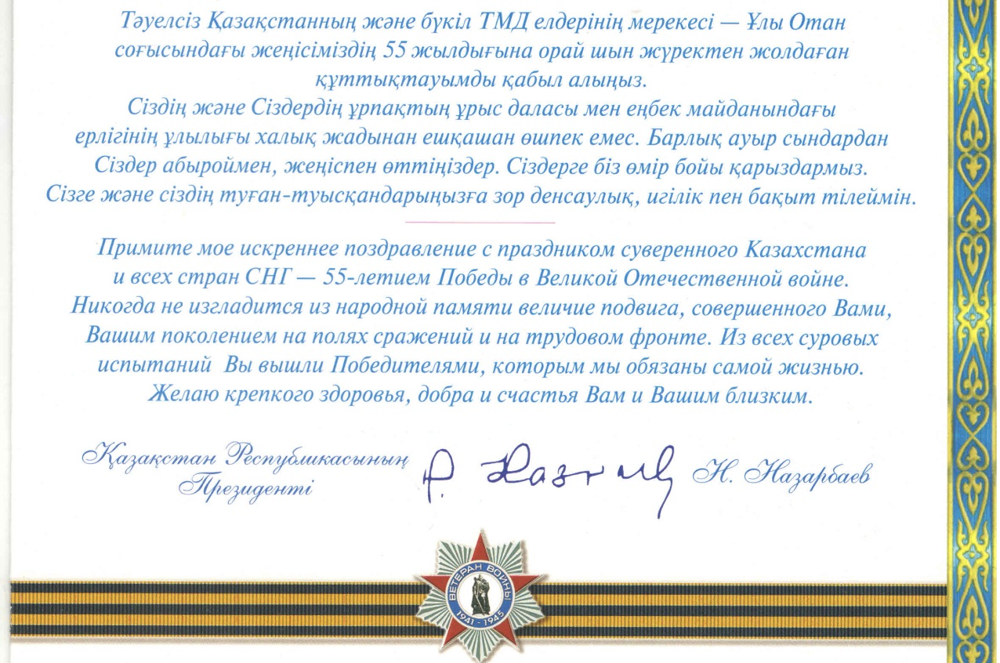 Тәуелсіз Қазақстанның және бүкіл ТМД елдерінің мерекесі — Ұлы Отан
соғысындағы жеңісіміздің 55 жылдығына орай шын жүректен жолдаған
құттықтауымды қабыл алыңыз.
Сіздің және Сіздердің ұрпақтың ұрыс даласы мен еңбек майданындағы
ерлігінің ұлылығы халық жадынан ешқашан өшпек емес. Барлық ауыр сындардан
Сіздер абыроймен, жеңіспен өттіңіздер. Сіздерге біз өмір бойы қарыздармыз.
Сізге және сіздің туған-туысқандарыңызға зор денсаулық, игілік пен бақыт тілеймін.
Примите мое искреннее поздравление с праздником суверенного Казахстана
и всех стран СНГ — 55-летием Победы в Великой Отечественной войне.
Никогда не изгладится из народной памяти величие подвига, совершенного Вами,
Вашим поколением на полях сражений и на трудовом фронте. Из всех суровых
испытаний Вы вышли Победителями, которым мы обязаны самой жизнью.
Желаю крепкого здоровья, добра и счастья Вам и Вашим близким.
Қазақстан Республикасының
Президенті
Н. Назарбаев
ВЕТЕРАН ВОЙНЫ
1941 - 1945